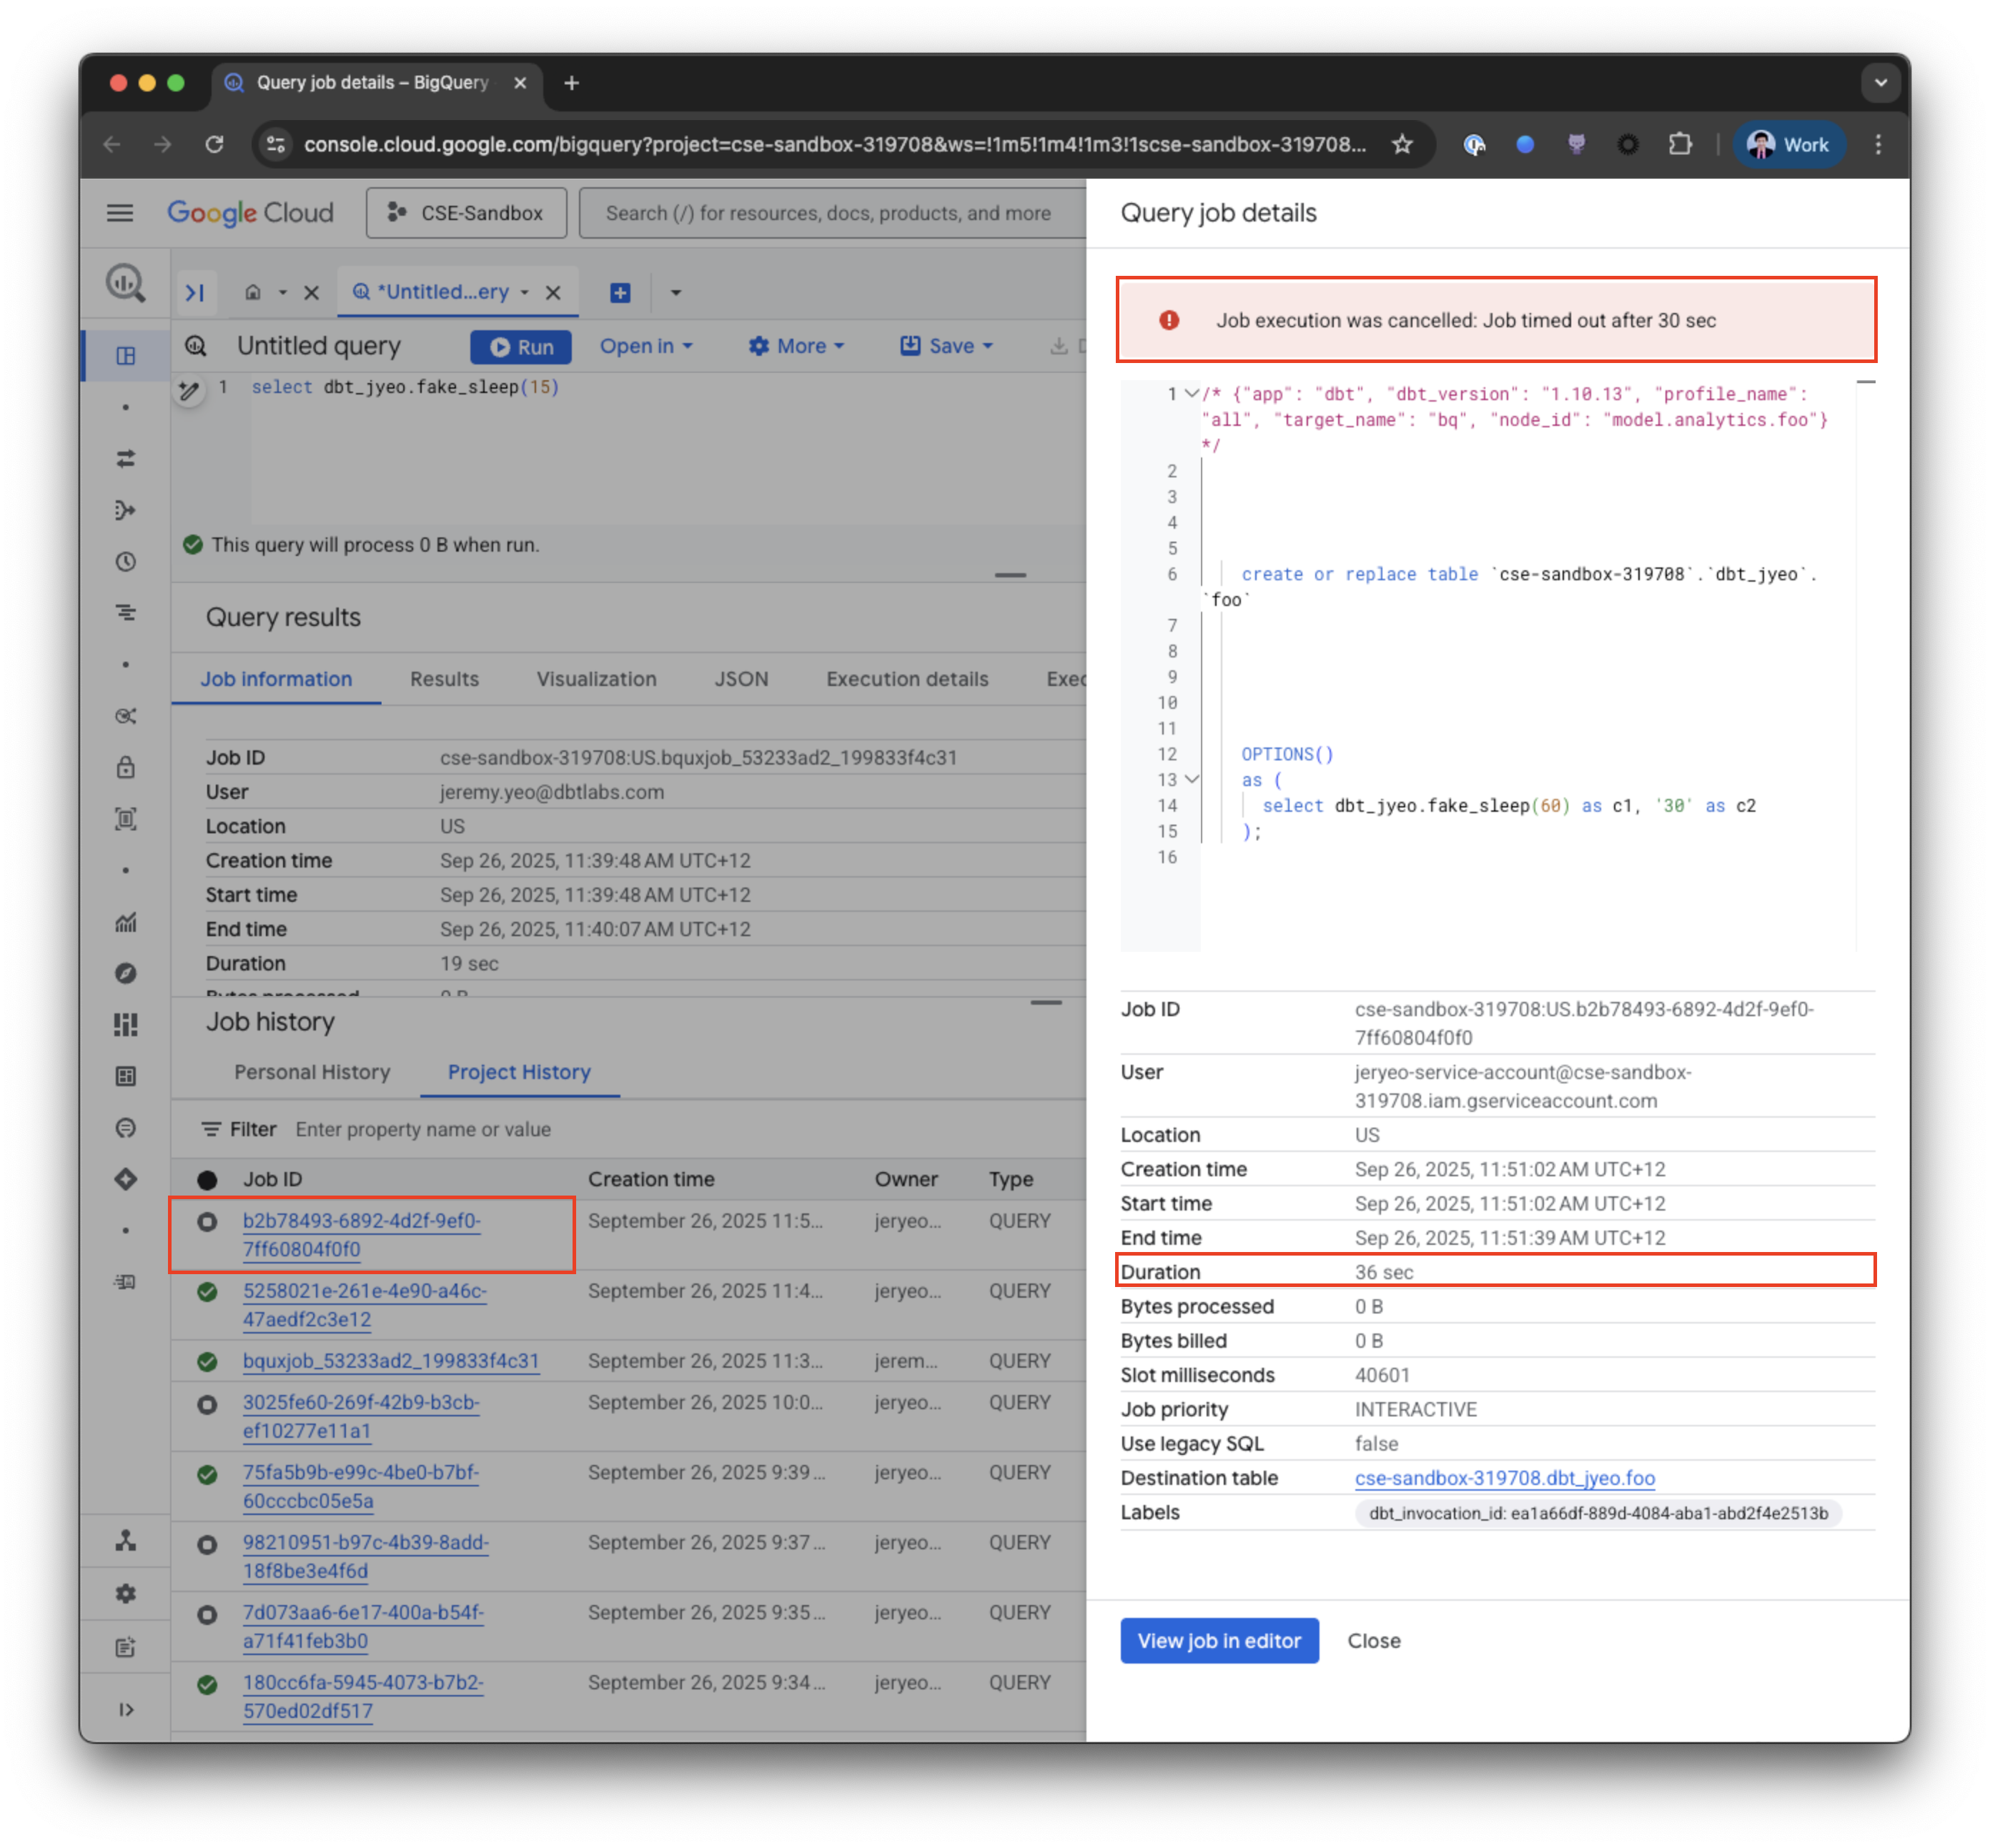 Query job details – BigQuery
console.cloud.google.com/bigquery?project=cse-sandbox-319708&ws=!1m5!1m4!1m3!1scse-sandbox-319708...
Work
Google Cloud
CSE-Sandbox
Search (/) for resources, docs, products, and more
*Untitled...ery
Untitled query
Run
Open in
More
Save
1 select dbt_jyeo.fake_sleep(15)
This query will process 0 B when run.
Query results
Job information Results Visualization JSON Execution details Exec
Job ID cse-sandbox-319708:US.bquxjob_53233ad2_199833f4c31
User jeremy.yeo@dbtlabs.com
Location US
Creation time Sep 26, 2025, 11:39:48 AM UTC+12
Start time Sep 26, 2025, 11:39:48 AM UTC+12
End time Sep 26, 2025, 11:40:07 AM UTC+12
Duration 19 sec
Bytes processed 0 B
Job history
Personal History Project History
Filter Enter property name or value
Job ID Creation time Owner Type
b2b78493-6892-4d2f-9ef0- September 26, 2025 11:5... jeryeo... QUERY
7ff60804f0f0
5258021e-261e-4e90-a46c- September 26, 2025 11:4... jeryeo... QUERY
47aedf2c3e12
bquxjob_53233ad2_199833f4c31 September 26, 2025 11:3... jerem... QUERY
3025fe60-269f-42b9-b3cb- September 26, 2025 10:0... jeryeo... QUERY
ef10277e11a1
75fa5b9b-e99c-4be0-b7bf- September 26, 2025 9:39... jeryeo... QUERY
60cccbc05e5a
98210951-b97c-4b39-8add- September 26, 2025 9:37... jeryeo... QUERY
18f8be3e4f6d
7d073aa6-6e17-400a-b54f- September 26, 2025 9:35... jeryeo... QUERY
a71f41feb3b0
180cc6fa-5945-4073-b7b2- September 26, 2025 9:34... jeryeo... QUERY
570ed02df517
Query job details
Job execution was cancelled: Job timed out after 30 sec
1 /* {"app": "dbt", "dbt_version": "1.10.13", "profile_name":
"all", "target_name": "bq", "node_id": "model.analytics.foo"}
*/
2
3
4
5
6 create or replace table `cse-sandbox-319708`.`dbt_jyeo`.
`foo`
7
8
9
10
11
12 OPTIONS()
13 as (
14 select dbt_jyeo.fake_sleep(60) as c1, '30' as c2
15 );
16
Job ID cse-sandbox-319708:US.b2b78493-6892-4d2f-9ef0-
7ff60804f0f0
User jeryeo-service-account@cse-sandbox-
319708.iam.gserviceaccount.com
Location US
Creation time Sep 26, 2025, 11:51:02 AM UTC+12
Start time Sep 26, 2025, 11:51:02 AM UTC+12
End time Sep 26, 2025, 11:51:39 AM UTC+12
Duration 36 sec
Bytes processed 0 B
Bytes billed 0 B
Slot milliseconds 40601
Job priority INTERACTIVE
Use legacy SQL false
Destination table cse-sandbox-319708.dbt_jyeo.foo
Labels dbt_invocation_id: ea1a66df-889d-4084-aba1-abd2f4e2513b
View job in editor Close